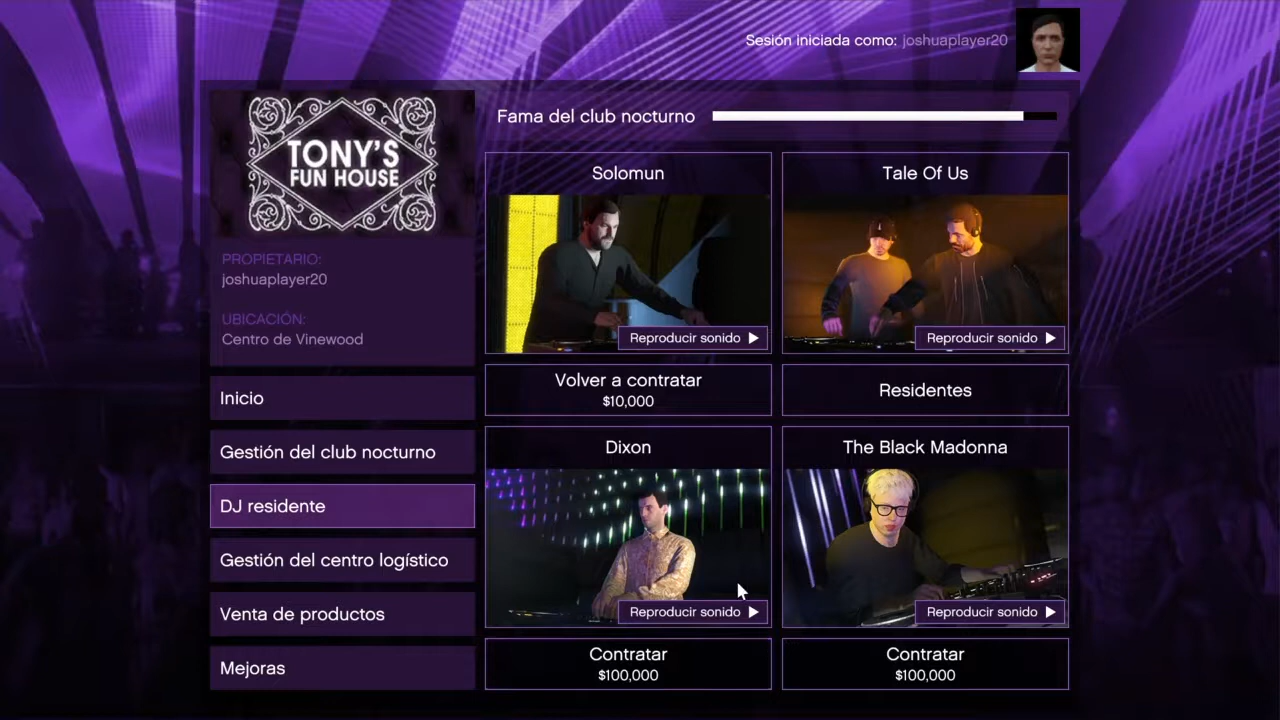 Sesión iniciada como: joshuaplayer20
TONY'S
FUN HOUSE
PROPIETARIO:
joshuaplayer20
UBICACIÓN:
Centro de Vinewood
Inicio
Gestión del club nocturno
DJ residente
Gestión del centro logístico
Venta de productos
Mejoras
Fama del club nocturno
Solomun
Reproducir sonido
Volver a contratar
$10,000
Tale Of Us
Reproducir sonido
Residentes
Dixon
Reproducir sonido
Contratar
$100,000
The Black Madonna
Reproducir sonido
Contratar
$100,000